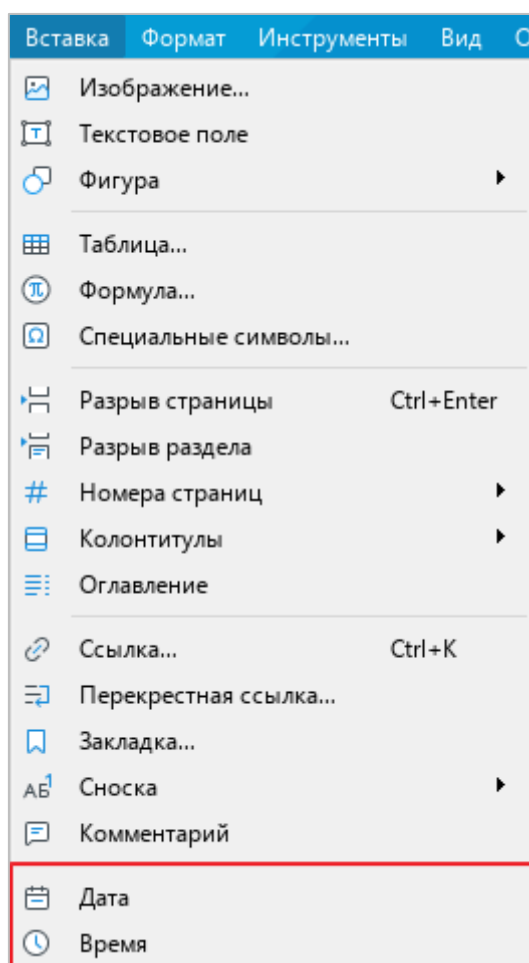 Вставка Формат Инструменты Вид
Изображение...
Текстовое поле
Фигура
Таблица...
Формула...
Специальные символы...
Разрыв страницы Ctrl+Enter
Разрыв раздела
Номера страниц
Колонтитулы
Оглавление
Ссылка... Ctrl+K
Перекрестная ссылка...
Закладка...
Сноска
Комментарий
Дата
Время